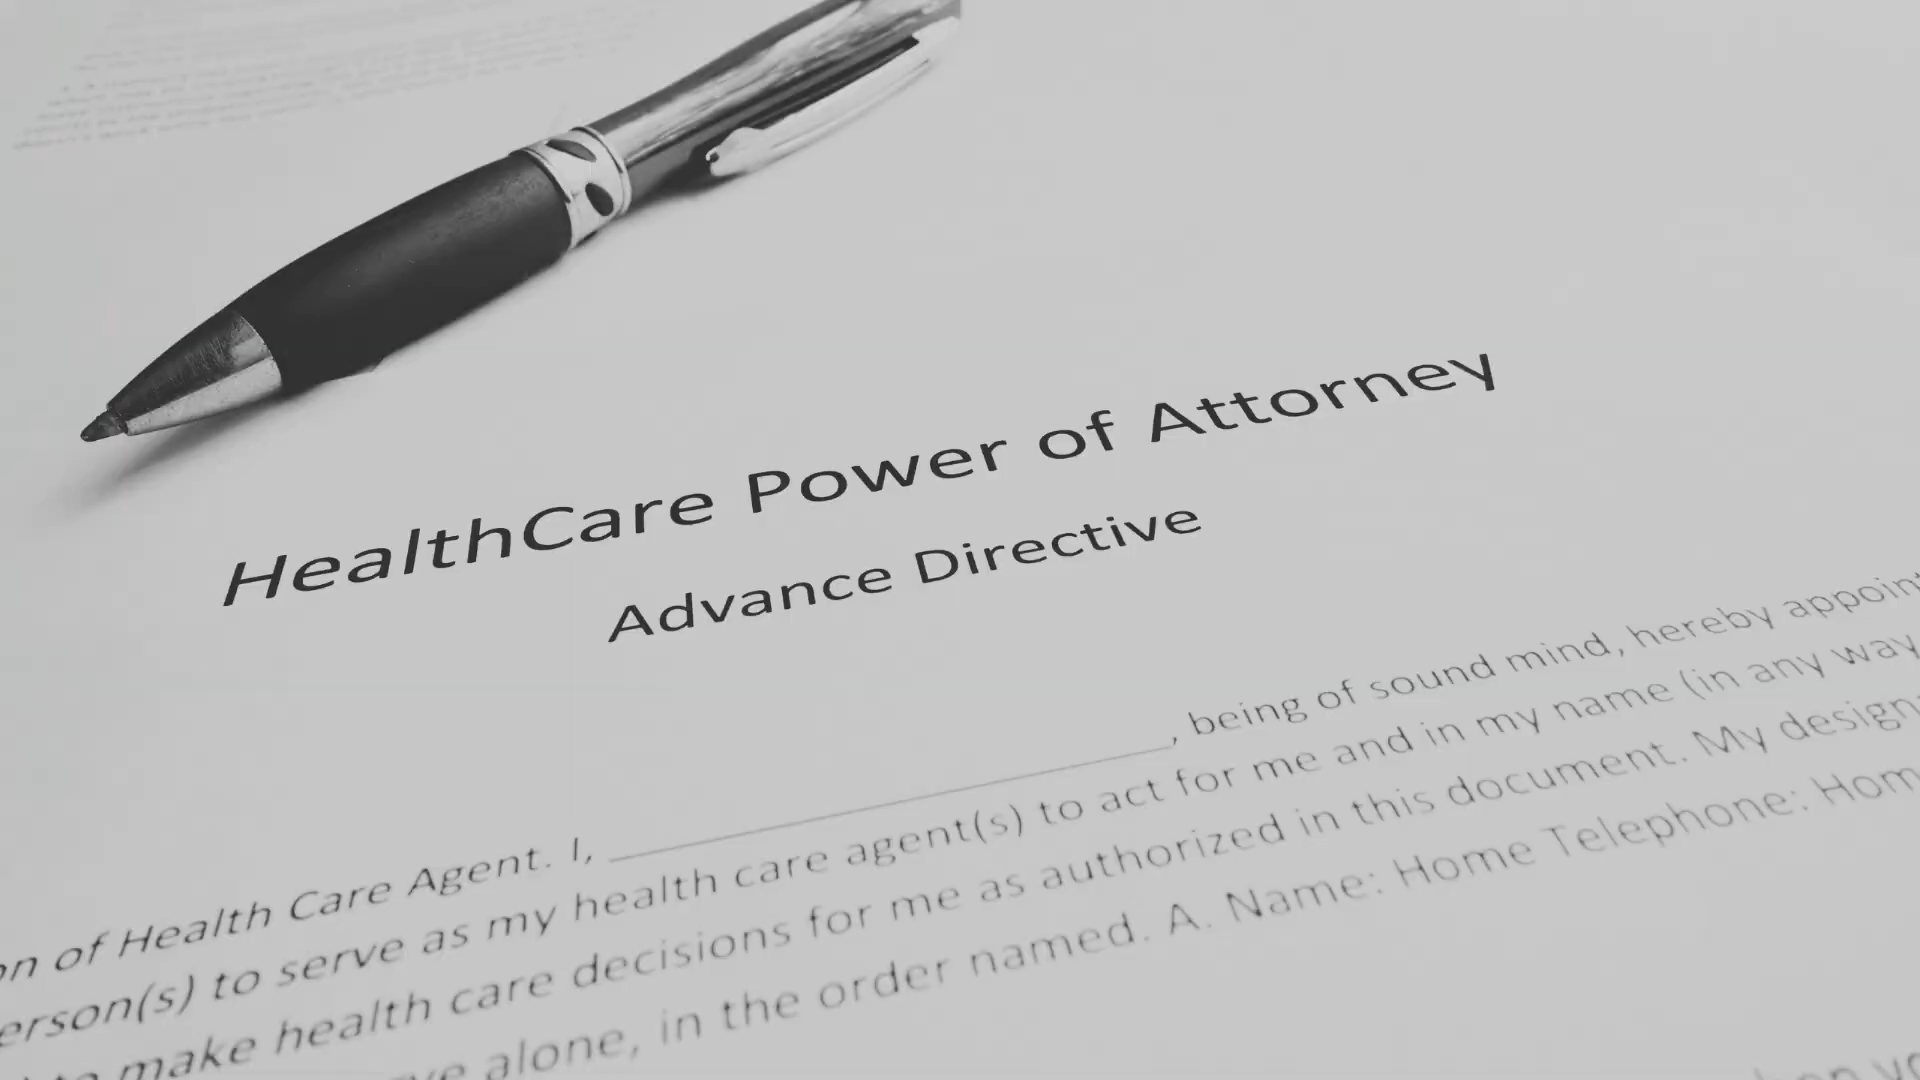 HealthCare Power of Attorney
Advance Directive
on of Health Care Agent. I, ____________, being of sound mind, hereby appoint
erson(s) to serve as my health care agent(s) to act for me and in my name (in any way
to make health care decisions for me as authorized in this document. My design
ve alone, in the order named. A. Name: Home Telephone: Hom